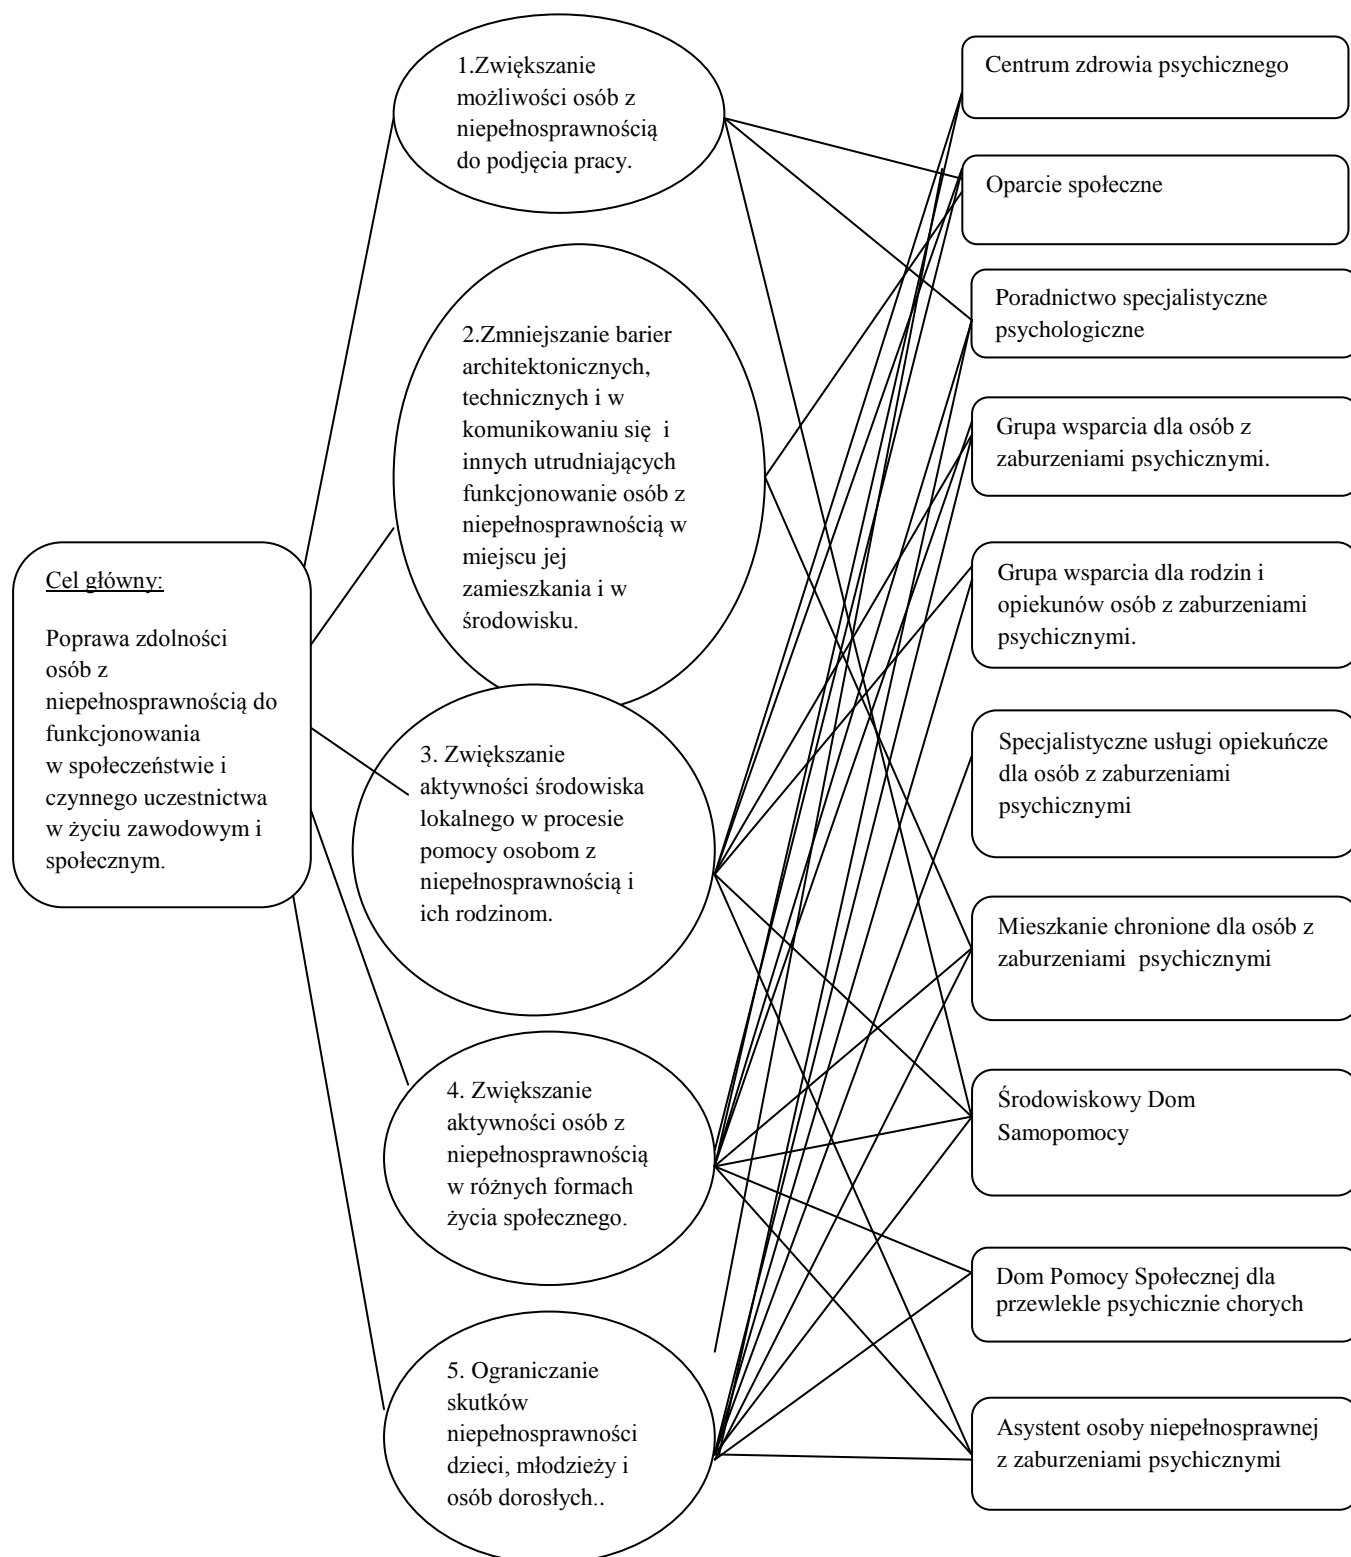 Cel główny:
Poprawa zdolności
osób z
niepełnosprawnością do
funkcjonowania
w społeczeństwie i
czynnego uczestnictwa
w życiu zawodowym i
społecznym.
1.Zwiększanie
możliwości osób z
niepełnosprawnością
do podjęcia pracy.
2.Zmniejszanie barier
architektonicznych,
technicznych i w
komunikowaniu się i
innych utrudniających
funkcjonowanie osób z
niepełnosprawnością w
miejscu jej
zamieszkania i w
środowisku.
3. Zwiększanie
aktywności środowiska
lokalnego w procesie
pomocy osobom z
niepełnosprawnością i
ich rodzinom.
4. Zwiększanie
aktywności osób z
niepełnosprawnością
w różnych formach
życia społecznego.
5. Ograniczanie
skutków
niepełnosprawności
dzieci, młodzieży i
osób dorosłych..
Centrum zdrowia psychicznego
Oparcie społeczne
Poradnictwo specjalistyczne
psychologiczne
Grupa wsparcia dla osób z
zaburzeniami psychicznymi.
Grupa wsparcia dla rodzin i
opiekunów osób z zaburzeniami
psychicznymi.
Specjalistyczne usługi opiekuńcze
dla osób z zaburzeniami
psychicznymi
Mieszkanie chronione dla osób z
zaburzeniami psychicznymi
Środowiskowy Dom
Samopomocy
Dom Pomocy Społecznej dla
przewlekle psychicznie chorych
Asystent osoby niepełnosprawnej
z zaburzeniami psychicznymi